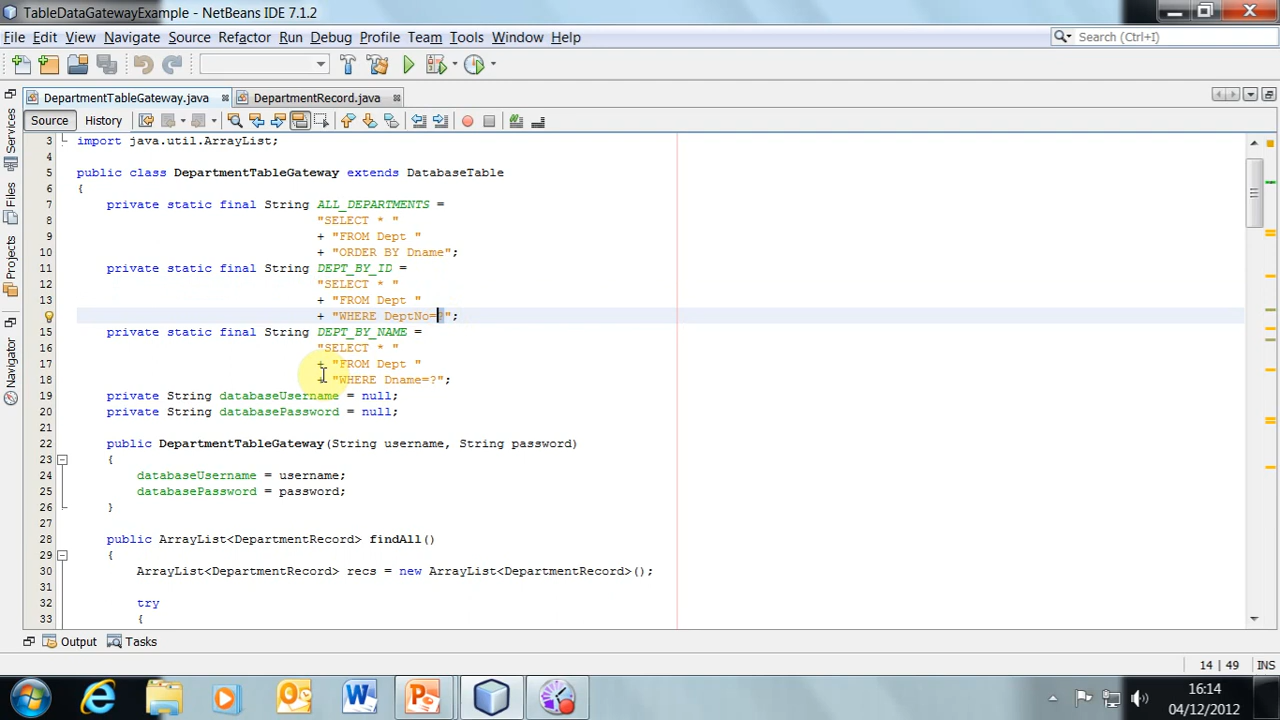 TableDataGatewayExample - NetBeans IDE 7.1.2
File Edit View Navigate Source Refactor Run Debug Profile Team Tools Window Help
Search (Ctrl+I)
DepartmentTableGateway.java DepartmentRecord.java
Source History
Services
Files
Projects
Navigator
3 import java.util.ArrayList;
4
5 public class DepartmentTableGateway extends DatabaseTable
6 {
7 private static final String ALL_DEPARTMENTS =
8 "SELECT * "
9 + "FROM Dept "
10 + "ORDER BY Dname";
11 private static final String DEPT_BY_ID =
12 "SELECT * "
13 + "FROM Dept "
+ "WHERE DeptNo=?";
15 private static final String DEPT_BY_NAME =
16 "SELECT * "
17 + "FROM Dept "
18 + "WHERE Dname=?";
19 private String databaseUsername = null;
20 private String databasePassword = null;
21
22 public DepartmentTableGateway(String username, String password)
23 {
24 databaseUsername = username;
25 databasePassword = password;
26 }
27
28 public ArrayList<DepartmentRecord> findAll()
29 {
30 ArrayList<DepartmentRecord> recs = new ArrayList<DepartmentRecord>();
31
32 try
33 {
Output Tasks
14 | 49 INS
16:14
04/12/2012